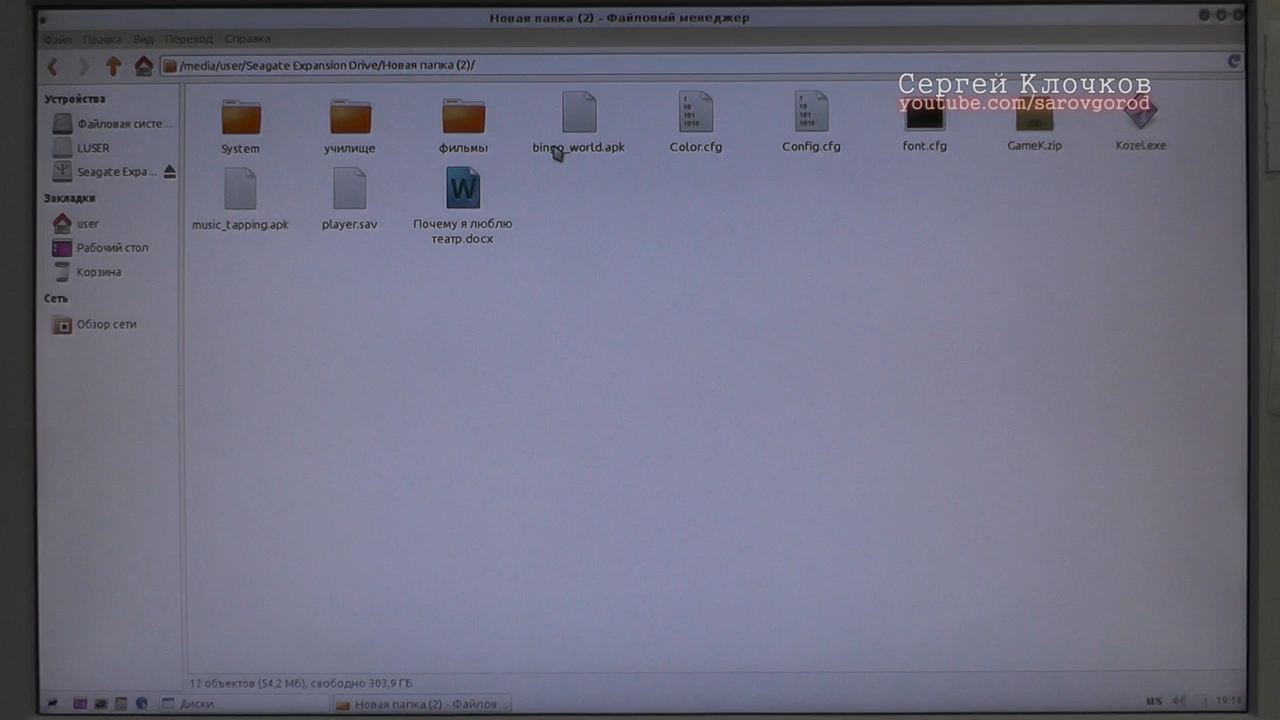 Новая папка (2) - Файловый менеджер
Файл Правка Вид Переход Справка
/media/user/Seagate Expansion Drive/Новая папка (2)/
Сергей Клочков
youtube.com/sarovgorod
Устройства
Файловая систе...
LUSER
Seagate Expa...
Закладки
user
Рабочий стол
Корзина
Сеть
Обзор сети
System
училище
фильмы
bingo_world.apk
Color.cfg
Config.cfg
font.cfg
GameK.zip
Kozel.exe
music_tapping.apk
player.sav
Почему я люблю
театр.docx
12 объектов (54,2 МБ), свободно 303,9 ГБ
Диски
Новая папка (2) - Файлов...
us
19:14